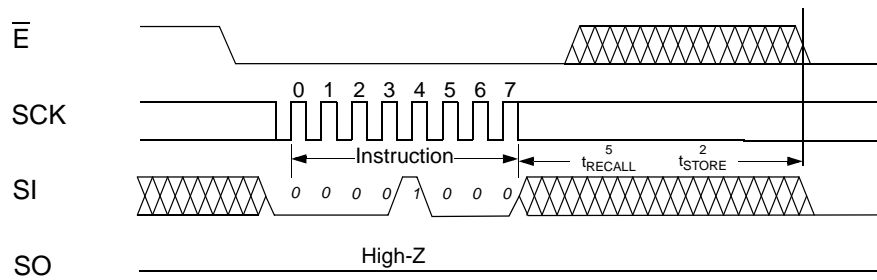 E̅
SCK
0 1 2 3 4 5 6 7
Instruction
5 2
tRECALL tSTORE
SI
0 0 0 0 1 0 0 0
High-Z
SO